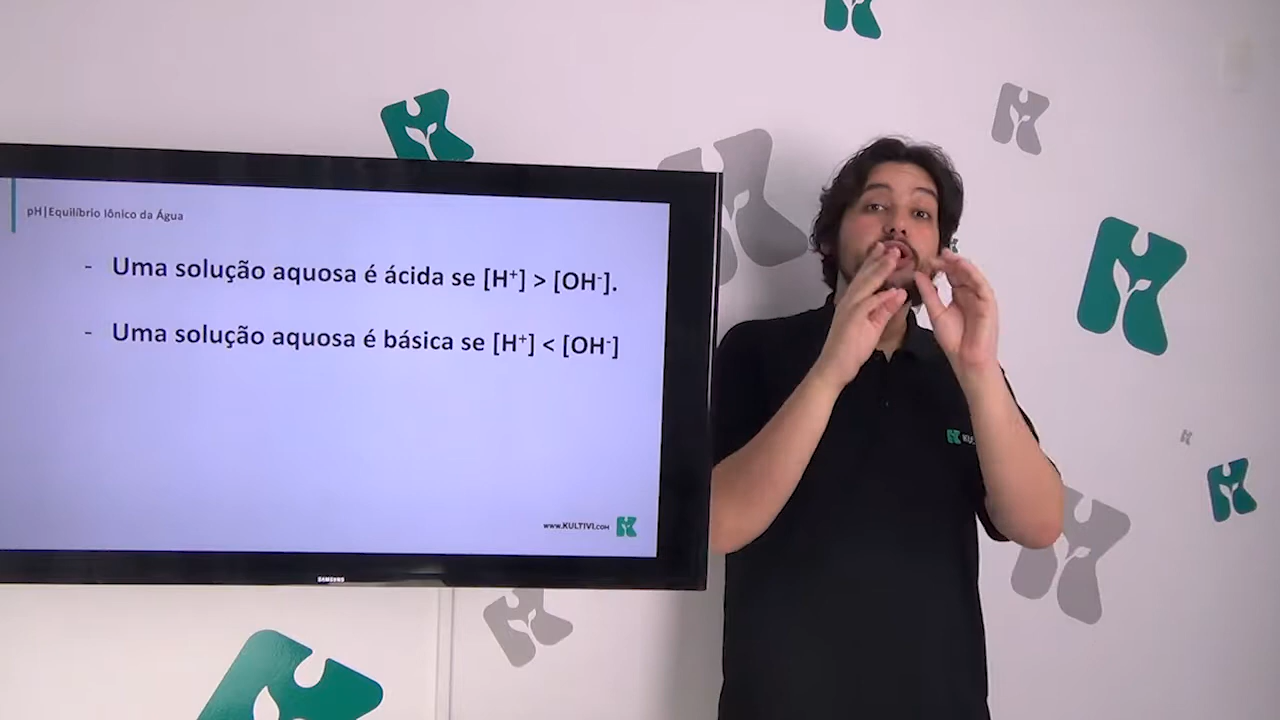 pH|Equilíbrio Iônico da Água
- Uma solução aquosa é ácida se [H⁺] > [OH⁻].
- Uma solução aquosa é básica se [H⁺] < [OH⁻]
www.KULTIVI.com
SAMSUNG